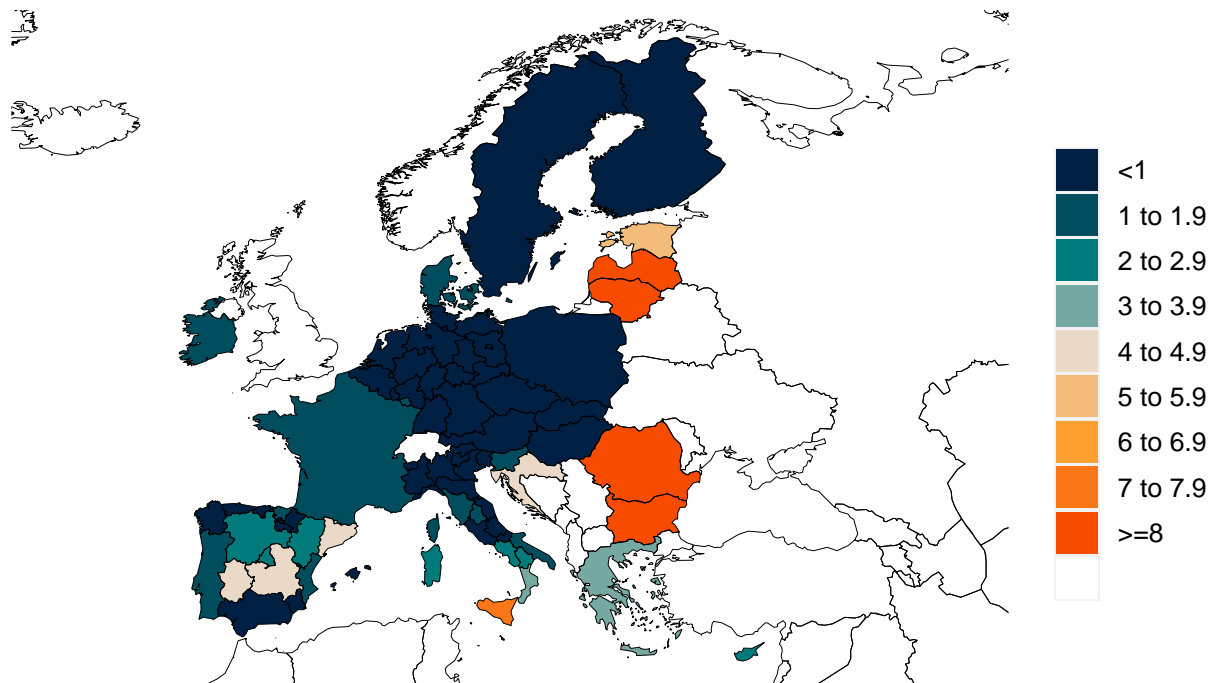 <1
1 to 1.9
2 to 2.9
3 to 3.9
4 to 4.9
5 to 5.9
6 to 6.9
7 to 7.9
>=8